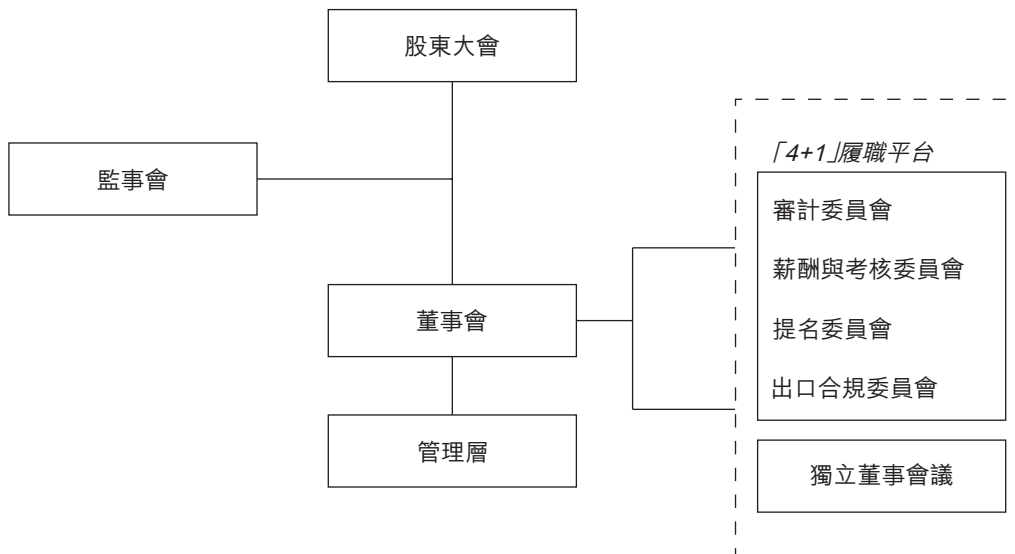 股東大會
監事會
「4+1」履職平台
審計委員會
薪酬與考核委員會
提名委員會
出口合規委員會
董事會
管理層
獨立董事會議